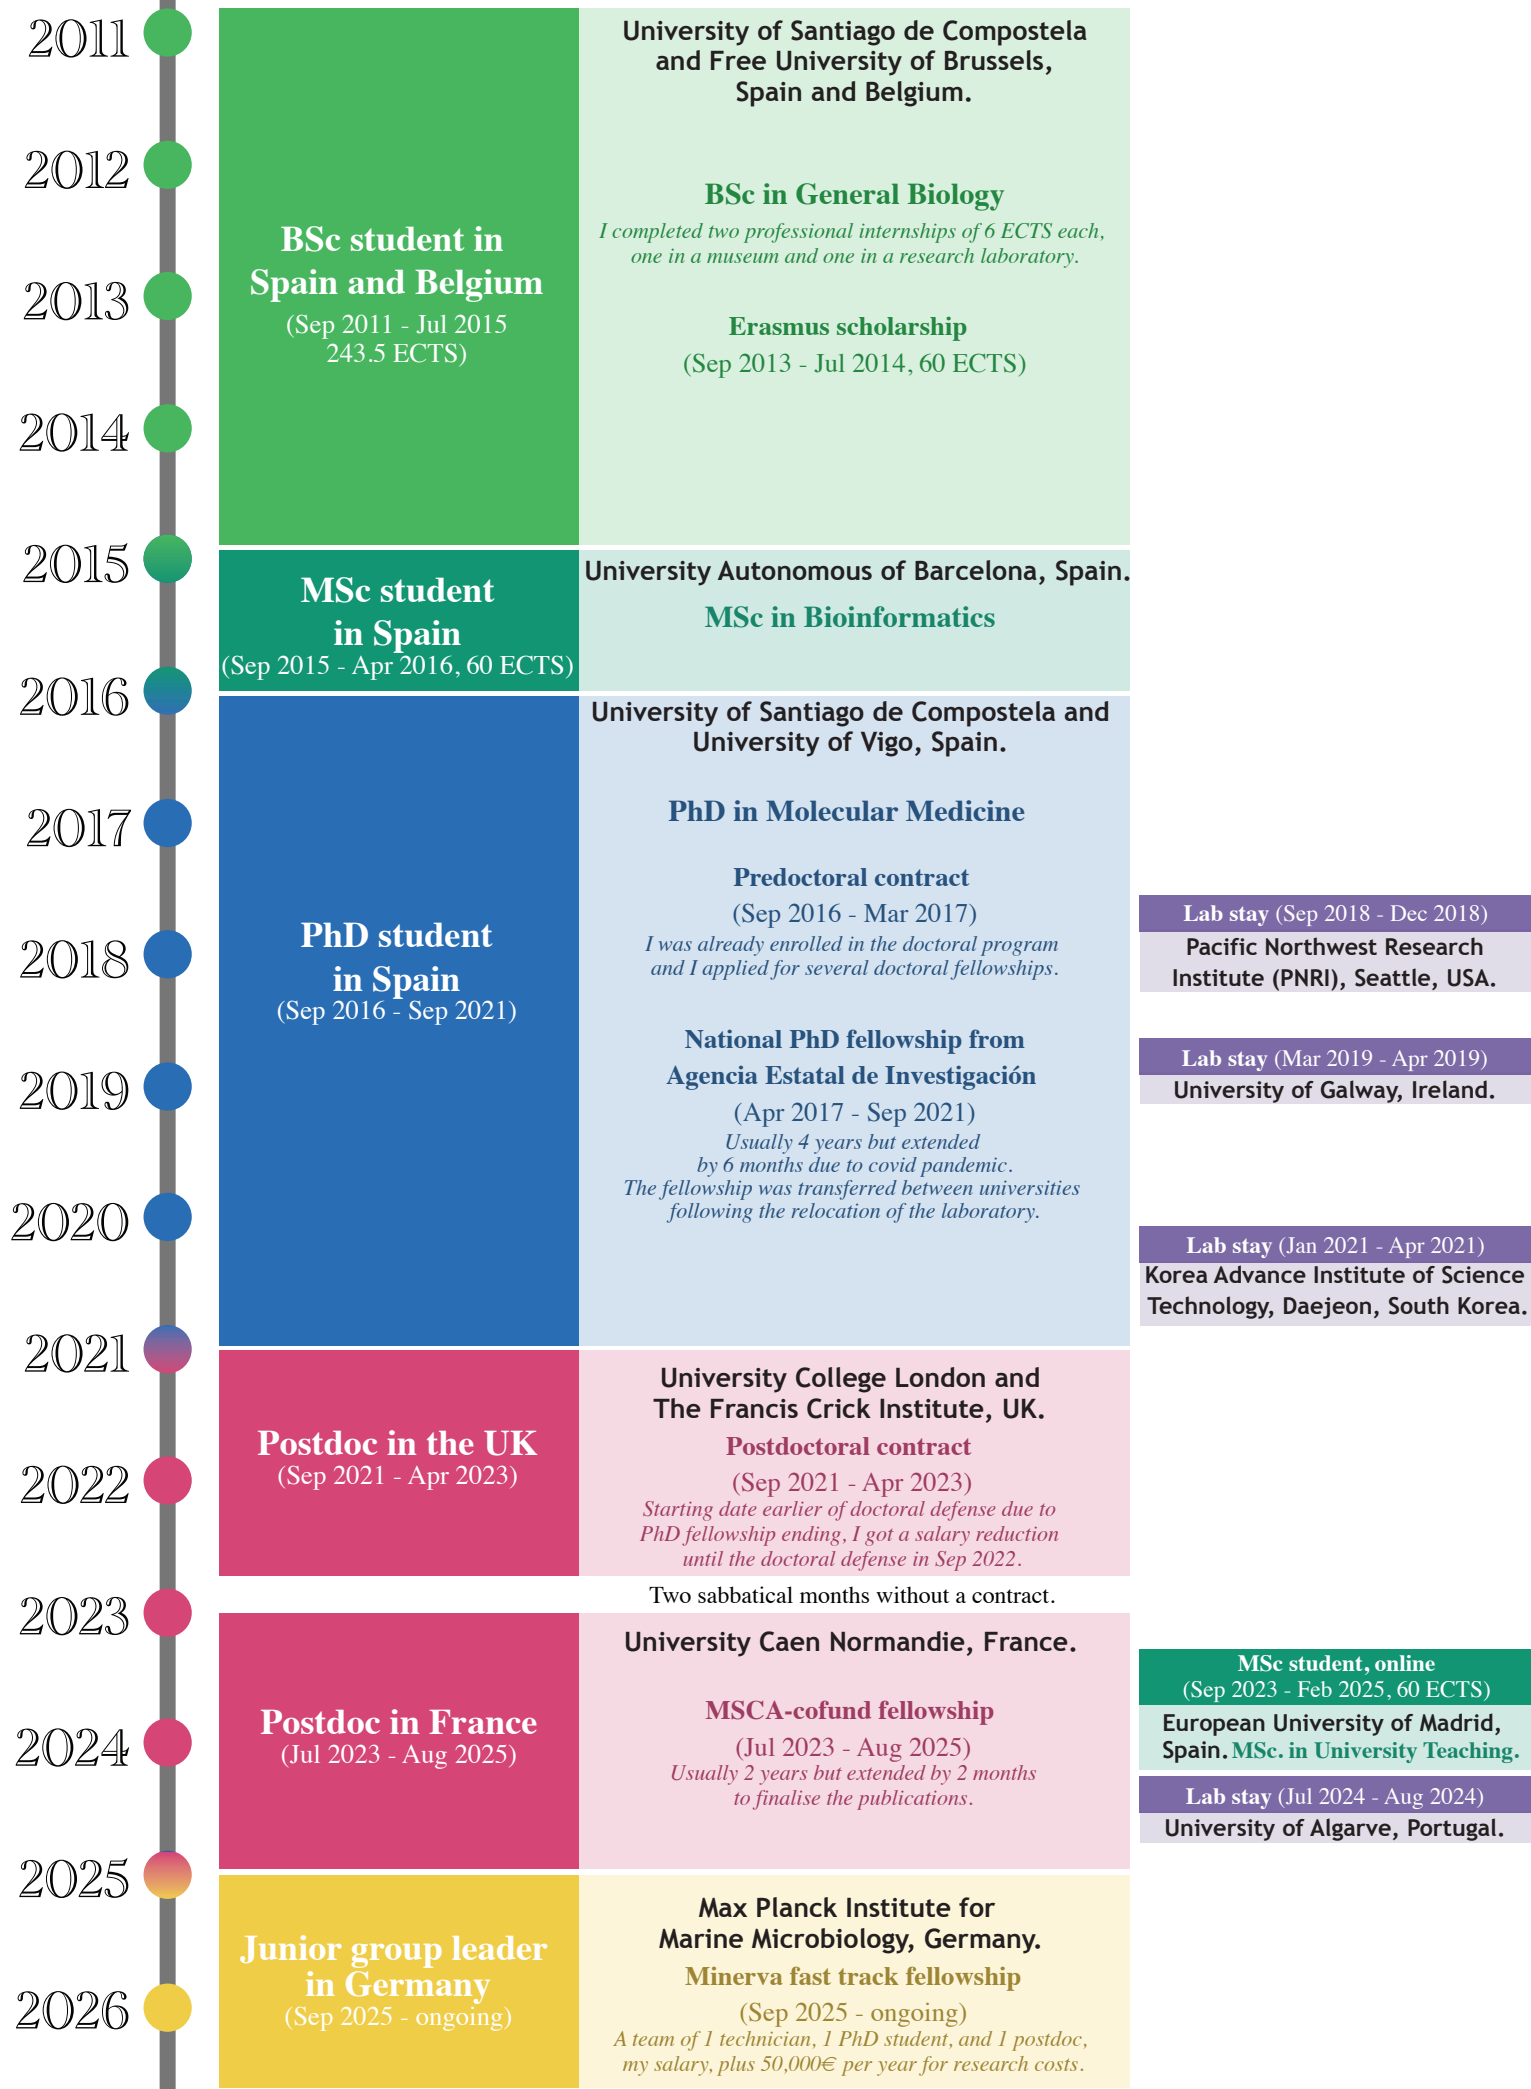 2011
University of Santiago de Compostela
and Free University of Brussels,
Spain and Belgium.
2012
BSc in General Biology
I completed two professional internships of 6 ECTS each,
one in a museum and one in a research laboratory.
BSc student in
Spain and Belgium
(Sep 2011 - Jul 2015
243.5 ECTS)
2013
Erasmus scholarship
(Sep 2013 - Jul 2014, 60 ECTS)
2014
2015
MSc student
in Spain
(Sep 2015 - Apr 2016, 60 ECTS)
University Autonomous of Barcelona, Spain.
MSc in Bioinformatics
2016
University of Santiago de Compostela and
University of Vigo, Spain.
2017
PhD in Molecular Medicine
Predoctoral contract
(Sep 2016 - Mar 2017)
I was already enrolled in the doctoral program
and I applied for several doctoral fellowships.
PhD student
in Spain
(Sep 2016 - Sep 2021)
2018
Lab stay (Sep 2018 - Dec 2018)
Pacific Northwest Research
Institute (PNRI), Seattle, USA.
National PhD fellowship from
Agencia Estatal de Investigación
(Apr 2017 - Sep 2021)
Usually 4 years but extended
by 6 months due to covid pandemic.
The fellowship was transferred between universities
following the relocation of the laboratory.
2019
Lab stay (Mar 2019 - Apr 2019)
University of Galway, Ireland.
2020
Lab stay (Jan 2021 - Apr 2021)
Korea Advance Institute of Science
Technology, Daejeon, South Korea.
2021
University College London and
The Francis Crick Institute, UK.
Postdoc in the UK
(Sep 2021 - Apr 2023)
Postdoctoral contract
(Sep 2021 - Apr 2023)
Starting date earlier of doctoral defense due to
PhD fellowship ending, I got a salary reduction
until the doctoral defense in Sep 2022.
2022
Two sabbatical months without a contract.
2023
University Caen Normandie, France.
Postdoc in France
(Jul 2023 - Aug 2025)
MSCA-cofund fellowship
(Jul 2023 - Aug 2025)
Usually 2 years but extended by 2 months
to finalise the publications.
MSc student, online
(Sep 2023 - Feb 2025, 60 ECTS)
European University of Madrid,
Spain. MSc. in University Teaching.
2024
Lab stay (Jul 2024 - Aug 2024)
University of Algarve, Portugal.
2025
Max Planck Institute for
Marine Microbiology, Germany.
Junior group leader
in Germany
(Sep 2025 - ongoing)
Minerva fast track fellowship
(Sep 2025 - ongoing)
A team of 1 technician, 1 PhD student, and 1 postdoc,
my salary, plus 50,000€ per year for research costs.
2026